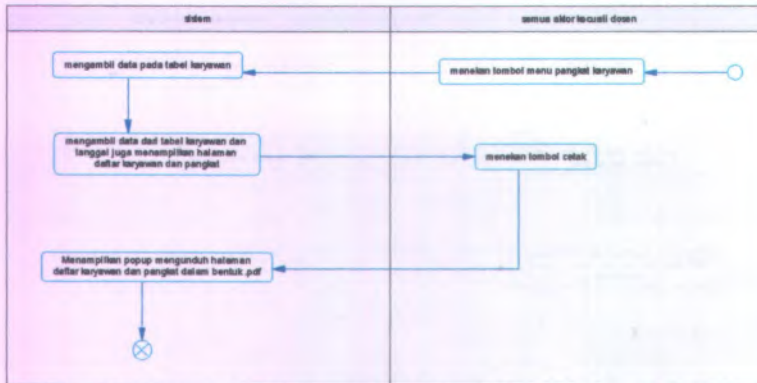 sistem
semua aktor kecuali dosen
mengambil data pada tabel karyawan
menekan tombol menu pangkat karyawan
mengambil data dari tabel karyawan dan
tanggal juga menampilkan halaman
daftar karyawan dan pangkat
menekan tombol cetak
Menampilkan popup mengunduh halaman
daftar karyawan dan pangkat dalam bentuk .pdf